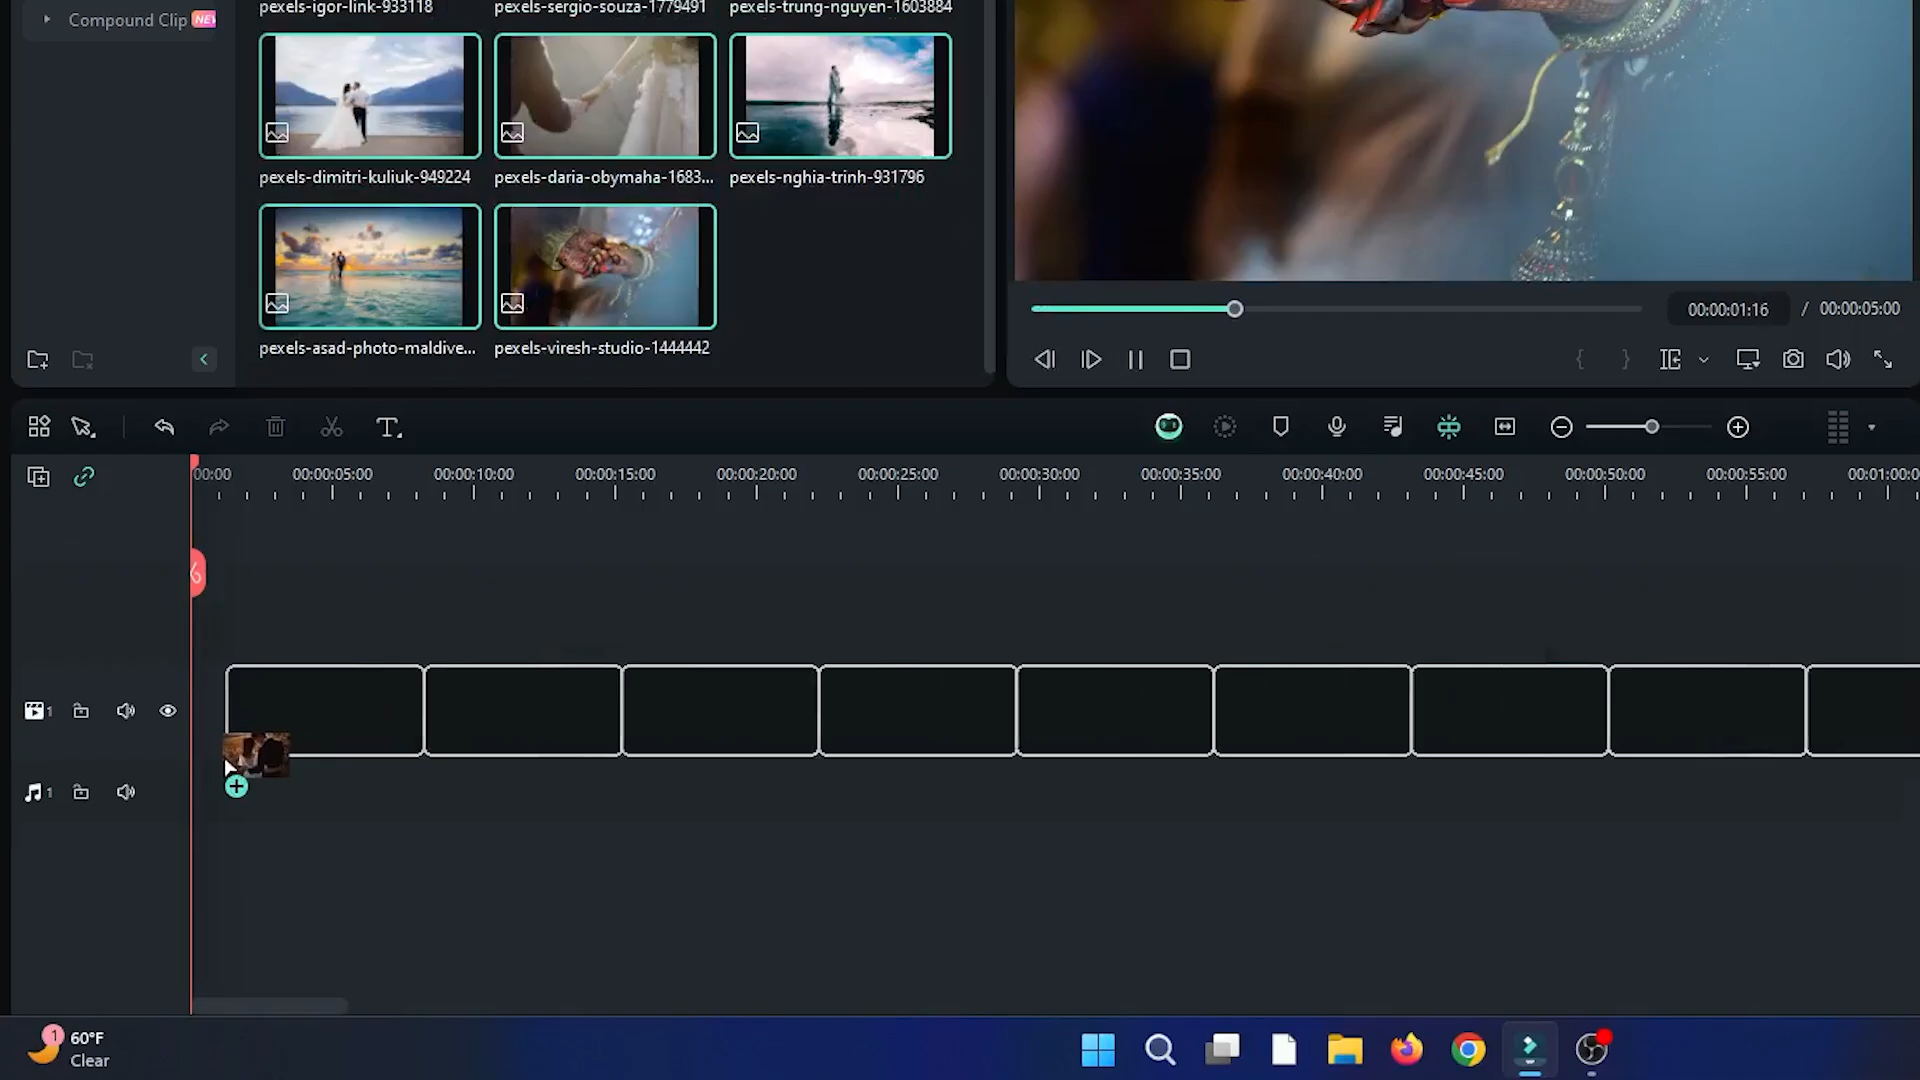 Compound Clip NEW
pexels-igor-link-933118
pexels-sergio-souza-1779491
pexels-trung-nguyen-1603884
pexels-dimitri-kuliuk-949224
pexels-daria-obymaha-1683...
pexels-nghia-trinh-931796
pexels-asad-photo-maldive...
pexels-viresh-studio-1444442
00:00:01:16 / 00:00:05:00
00:00 00:00:05:00 00:00:10:00 00:00:15:00 00:00:20:00 00:00:25:00 00:00:30:00 00:00:35:00 00:00:40:00 00:00:45:00 00:00:50:00 00:00:55:00 00:01:00:0
1
1
1
60°F
Clear